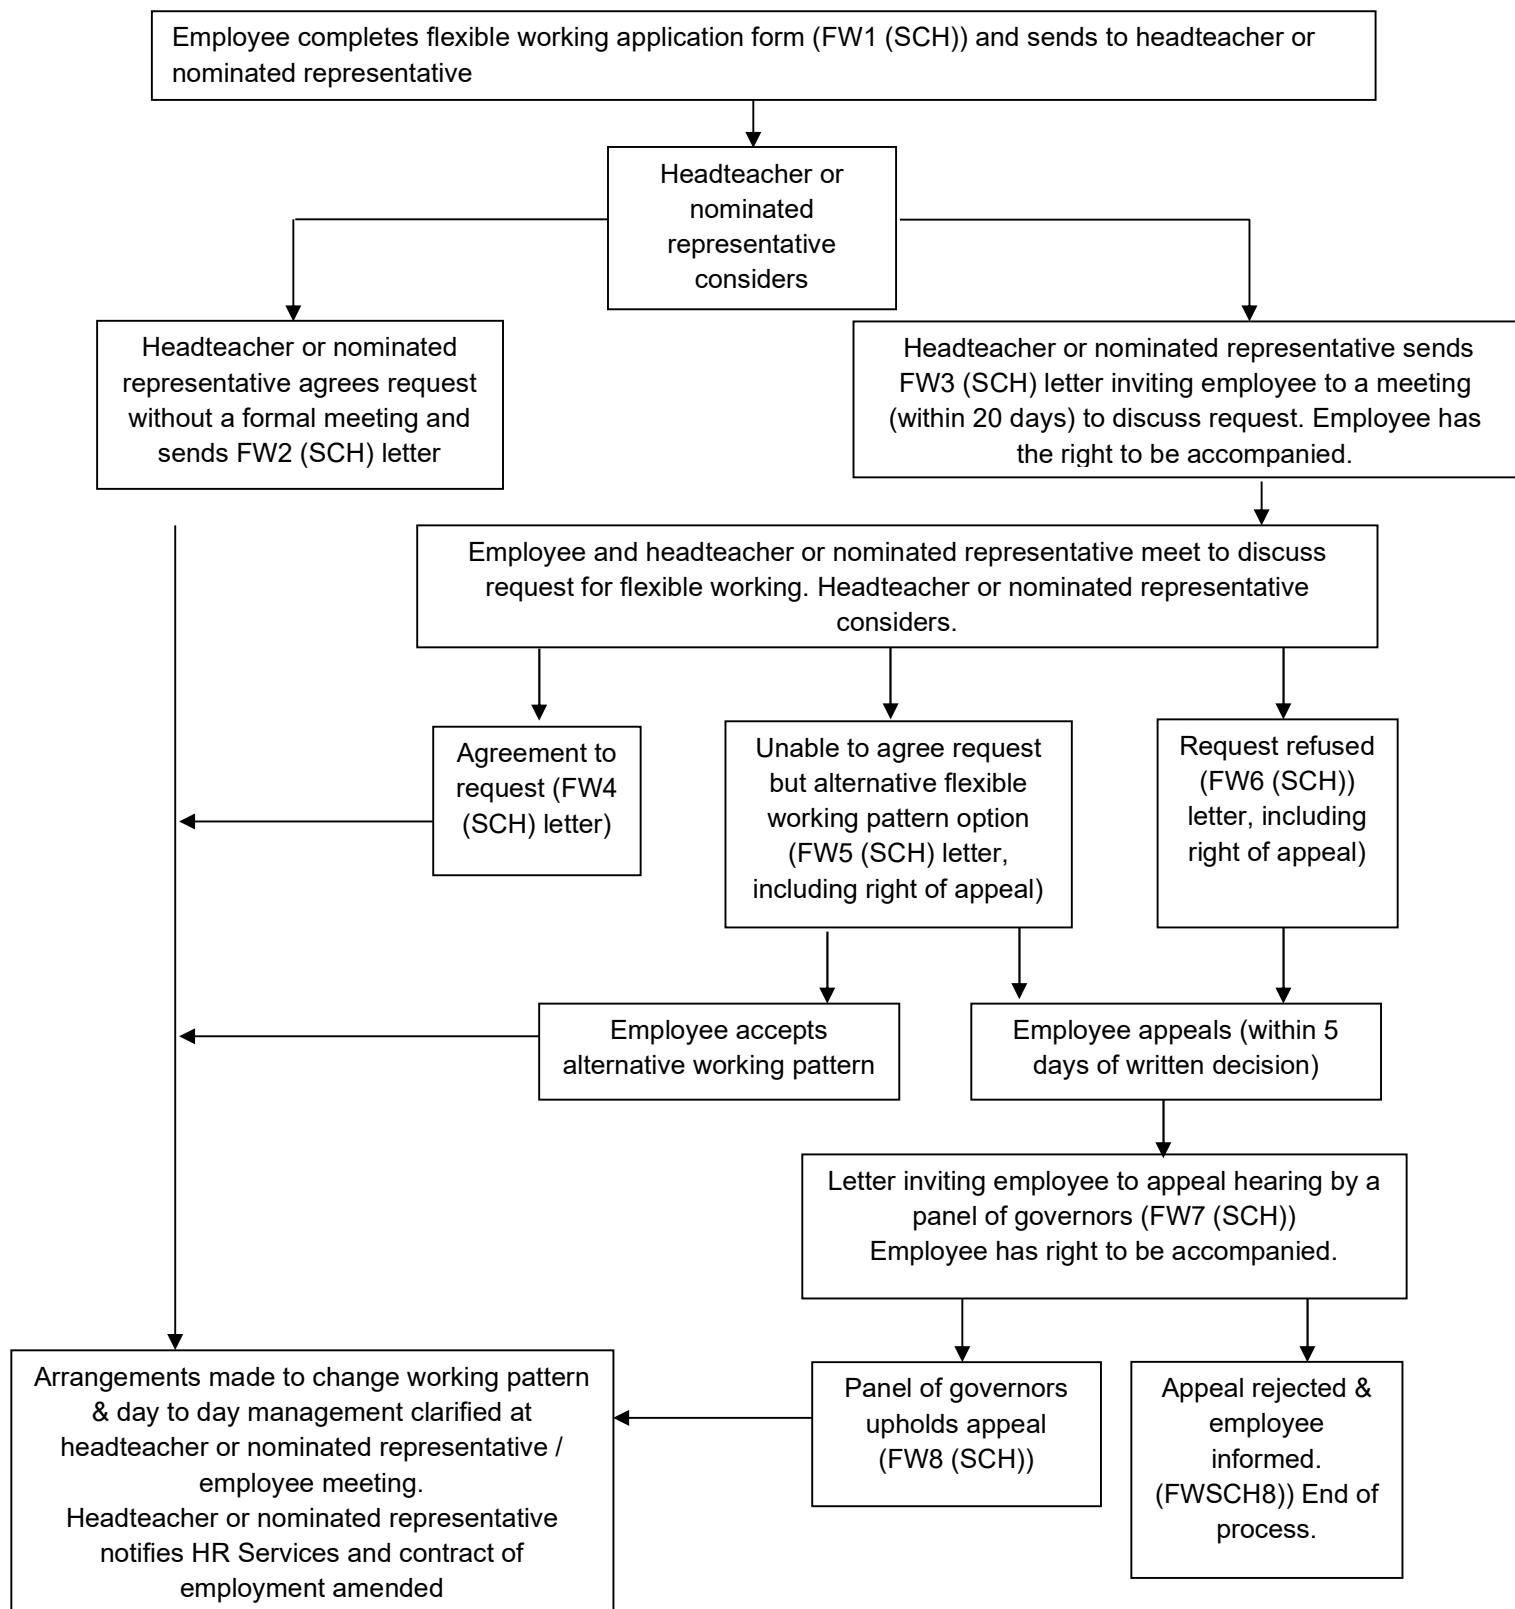 Employee completes flexible working application form (FW1 (SCH)) and sends to headteacher or
nominated representative
Headteacher or
nominated
representative
considers
Headteacher or nominated
representative agrees request
without a formal meeting and
sends FW2 (SCH) letter
Headteacher or nominated representative sends
FW3 (SCH) letter inviting employee to a meeting
(within 20 days) to discuss request. Employee has
the right to be accompanied.
Employee and headteacher or nominated representative meet to discuss
request for flexible working. Headteacher or nominated representative
considers.
Agreement to
request (FW4
(SCH) letter)
Unable to agree request
but alternative flexible
working pattern option
(FW5 (SCH) letter,
including right of appeal)
Request refused
(FW6 (SCH))
letter, including
right of appeal)
Employee accepts
alternative working pattern
Employee appeals (within 5
days of written decision)
Letter inviting employee to appeal hearing by a
panel of governors (FW7 (SCH))
Employee has right to be accompanied.
Arrangements made to change working pattern
& day to day management clarified at
headteacher or nominated representative /
employee meeting.
Headteacher or nominated representative
notifies HR Services and contract of
employment amended
Panel of governors
upholds appeal
(FW8 (SCH))
Appeal rejected &
employee
informed.
(FWSCH8)) End of
process.